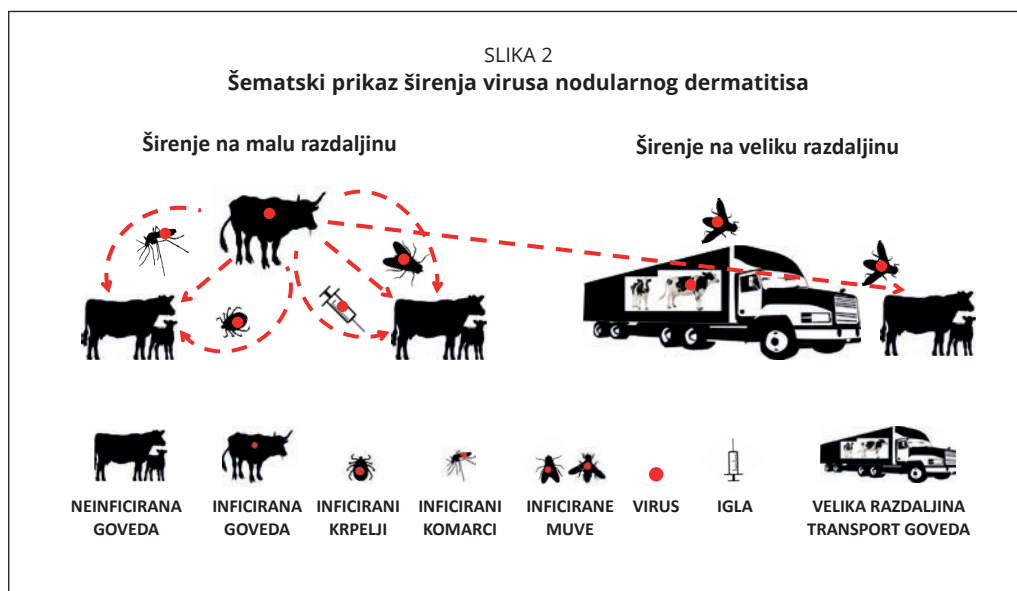 SLIKA 2
Šematski prikaz širenja virusa nodularnog dermatitisa
Širenje na malu razdaljinu
Širenje na veliku razdaljinu
NEINFICIRANA
GOVEDA
INFICIRANA
GOVEDA
INFICIRANI
KRPELJI
INFICIRANI
KOMARCI
INFICIRANE
MUVE
VIRUS
IGLA
VELIKA RAZDALJINA
TRANSPORT GOVEDA